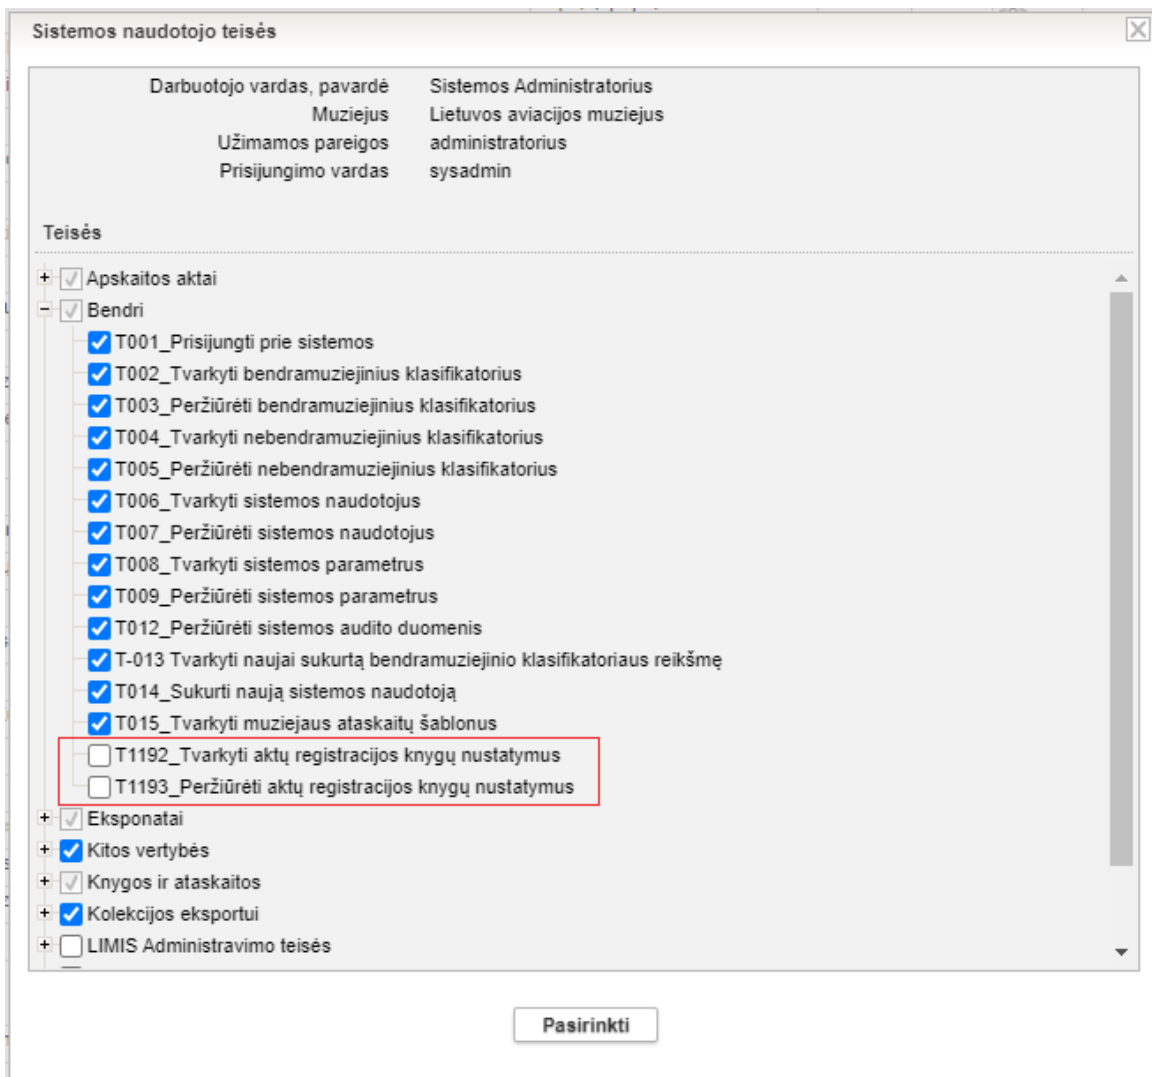 Sistemos naudotojo teisės
Darbuotojo vardas, pavardė Sistemos Administratorius
Muziejus Lietuvos aviacijos muziejus
Užimamos pareigos administratorius
Prisijungimo vardas sysadmin
Teisės
Apskaitos aktai
Bendri
T001_Prisijungti prie sistemos
T002_Tvarkyti bendramuziejinius klasifikatorius
T003_Peržiūrėti bendramuziejinius klasifikatorius
T004_Tvarkyti nebendramuziejinius klasifikatorius
T005_Peržiūrėti nebendramuziejinius klasifikatorius
T006_Tvarkyti sistemos naudotojus
T007_Peržiūrėti sistemos naudotojus
T008_Tvarkyti sistemos parametrus
T009_Peržiūrėti sistemos parametrus
T012_Peržiūrėti sistemos audito duomenis
T-013 Tvarkyti naujai sukurtą bendramuziejinio klasifikatoriaus reikšmę
T014_Sukurti naują sistemos naudotoją
T015_Tvarkyti muziejaus ataskaitų šablonus
T1192_Tvarkyti aktų registracijos knygų nustatymus
T1193_Peržiūrėti aktų registracijos knygų nustatymus
Eksponatai
Kitos vertybės
Knygos ir ataskaitos
Kolekcijos eksportui
LIMIS Administravimo teisės
Pasirinkti